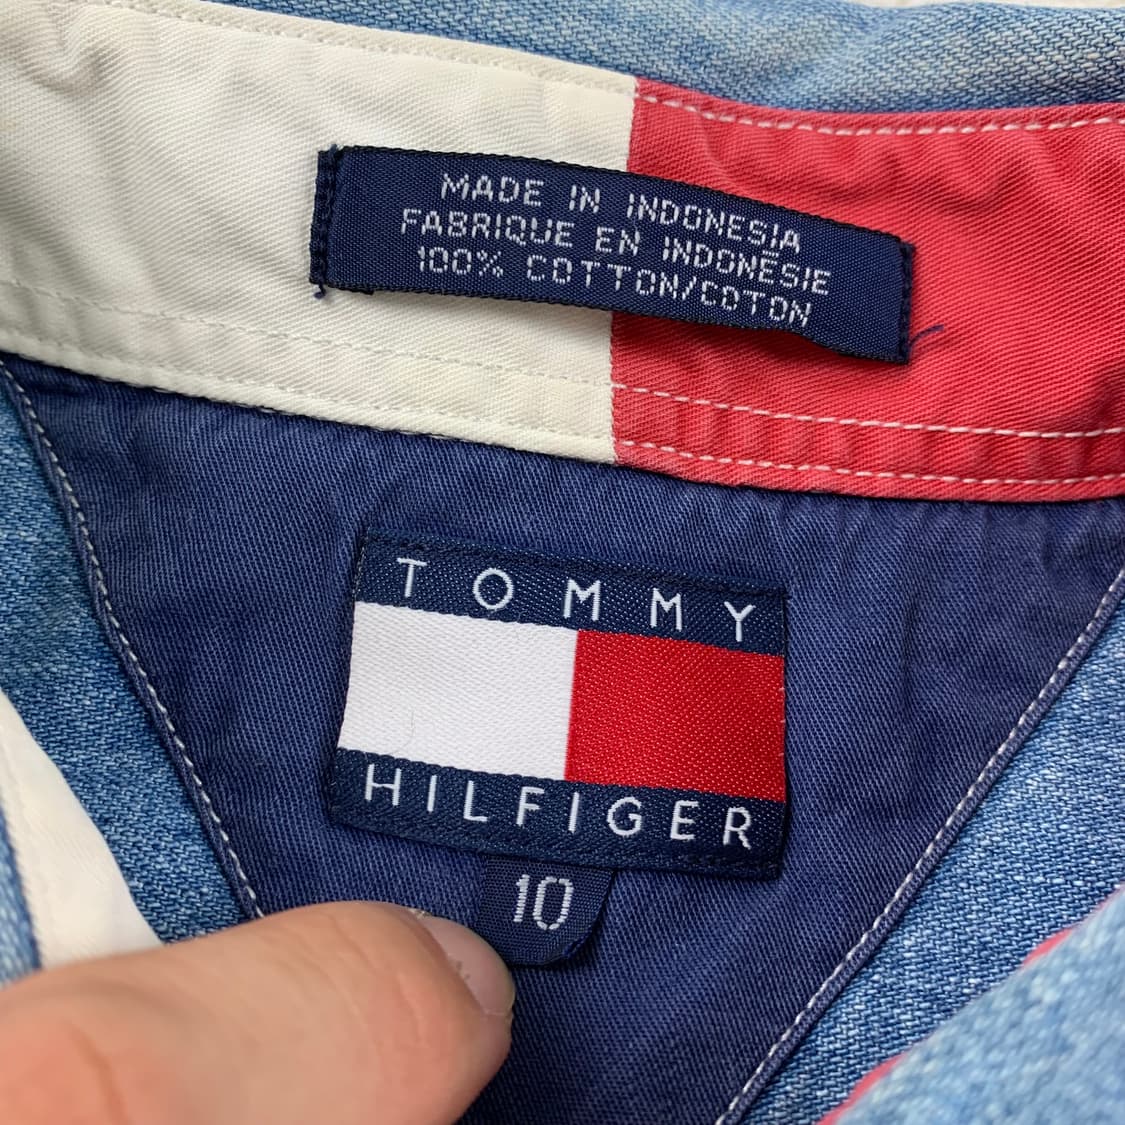 MADE IN INDONESIA
FABRIQUE EN INDONÉSIE
100% COTTON/COTON
TOMMY
HILFIGER
10